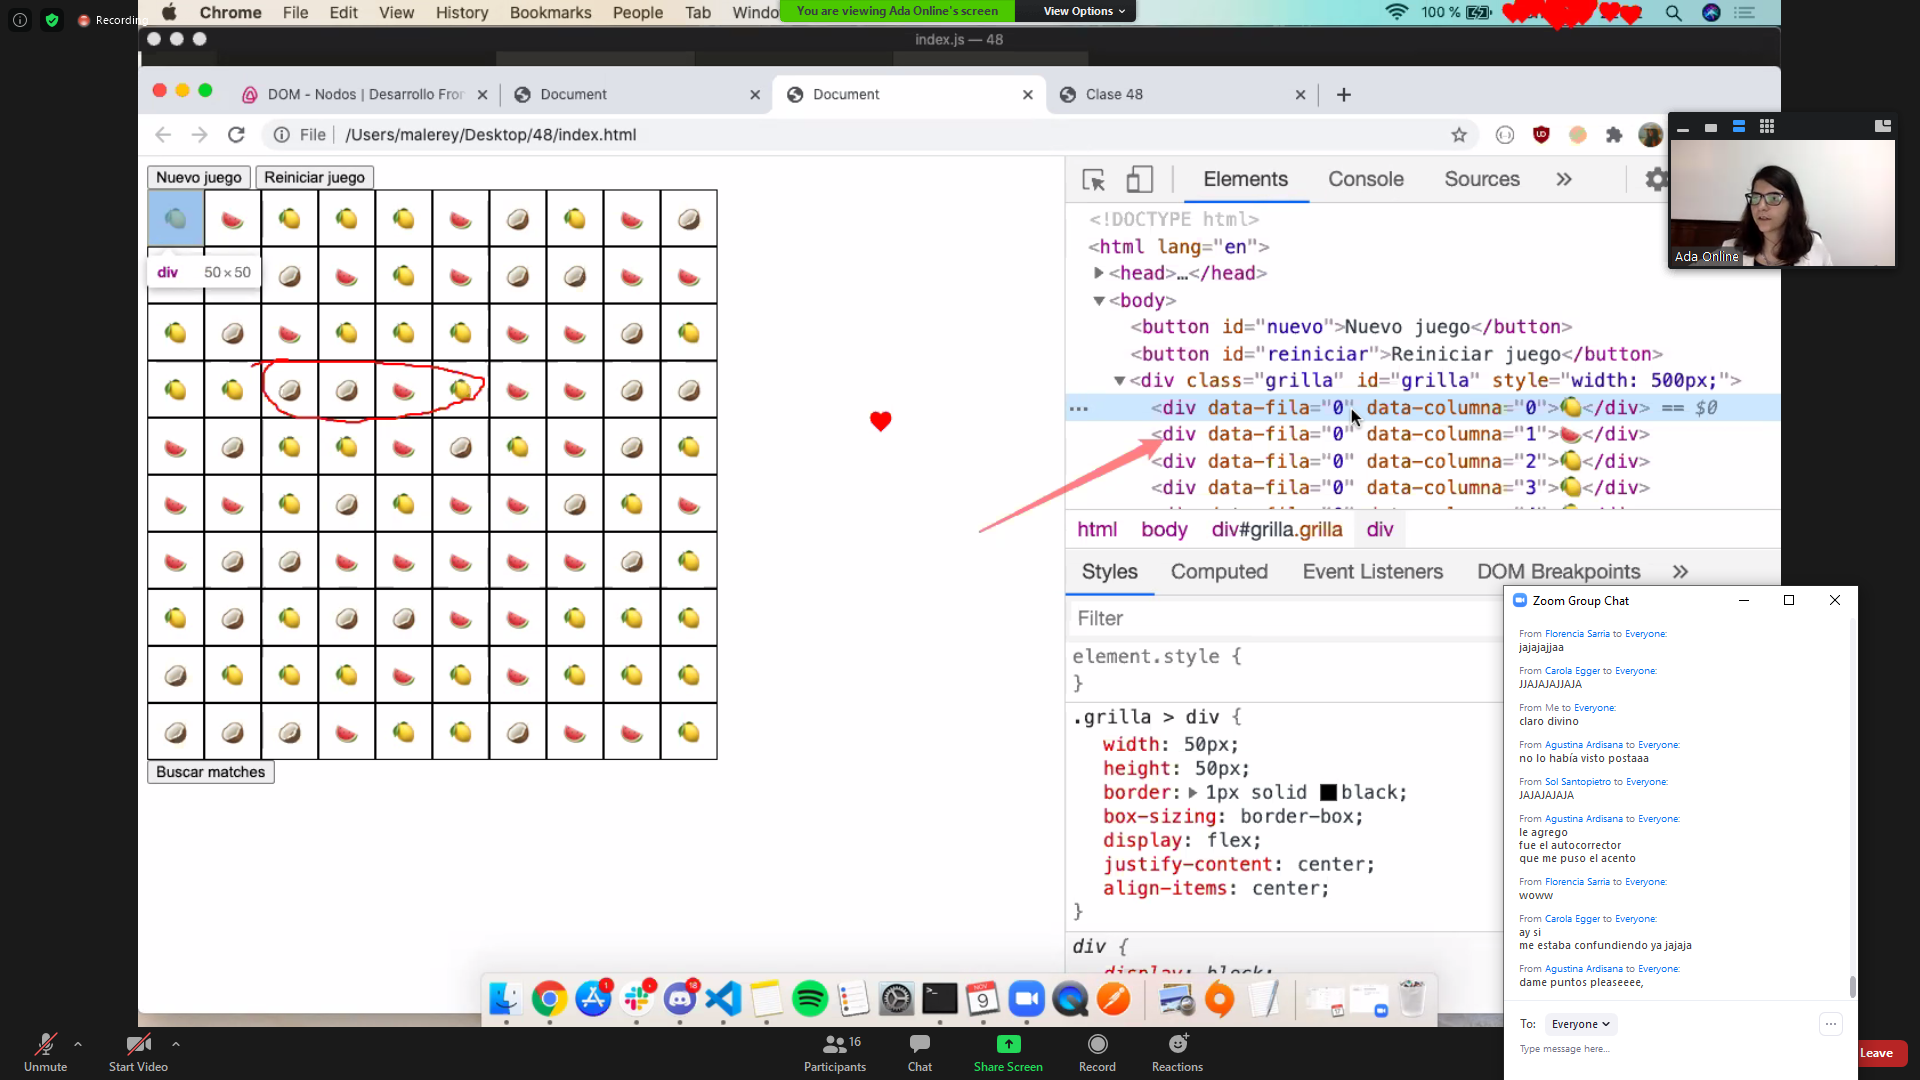 Recording
Chrome File Edit View History Bookmarks People Tab
You are viewing Ada Online's screen
View Options
100 %
index.js — 48
DOM - Nodos | Desarrollo Fron
Document
Document
Clase 48
File /Users/malerey/Desktop/48/index.html
Nuevo juego
Reiniciar juego
div 50×50
Buscar matches
Elements Console Sources »
<!DOCTYPE html>
<html lang="en">
<head>…</head>
<body>
<button id="nuevo">Nuevo juego</button>
<button id="reiniciar">Reiniciar juego</button>
<div class="grilla" id="grilla" style="width: 500px;">
<div data-fila="0" data-columna="0">🍋</div> == $0
<div data-fila="0" data-columna="1">🍉</div>
<div data-fila="0" data-columna="2">🍋</div>
<div data-fila="0" data-columna="3">🍋</div>
html body div#grilla.grilla div
Styles Computed Event Listeners DOM Breakpoints »
Filter
element.style {
}
.grilla > div {
width: 50px;
height: 50px;
border: 1px solid black;
box-sizing: border-box;
display: flex;
justify-content: center;
align-items: center;
}
div {
display: block;
Ada Online
Zoom Group Chat
From Florencia Sarria to Everyone:
jajajajjaa
From Carola Egger to Everyone:
JJAJAJAJJAJA
From Me to Everyone:
claro divino
From Agustina Ardisana to Everyone:
no lo había visto postaaa
From Sol Santopietro to Everyone:
JAJAJAJAJA
From Agustina Ardisana to Everyone:
le agrego
fue el autocorrector
que me puso el acento
From Florencia Sarria to Everyone:
woww
From Carola Egger to Everyone:
ay si
me estaba confundiendo ya jajaja
From Agustina Ardisana to Everyone:
dame puntos pleaseeee,
To: Everyone
Type message here...
1
18
NOV
9
Unmute
Start Video
Participants
16
Chat
Share Screen
Record
Reactions
Leave